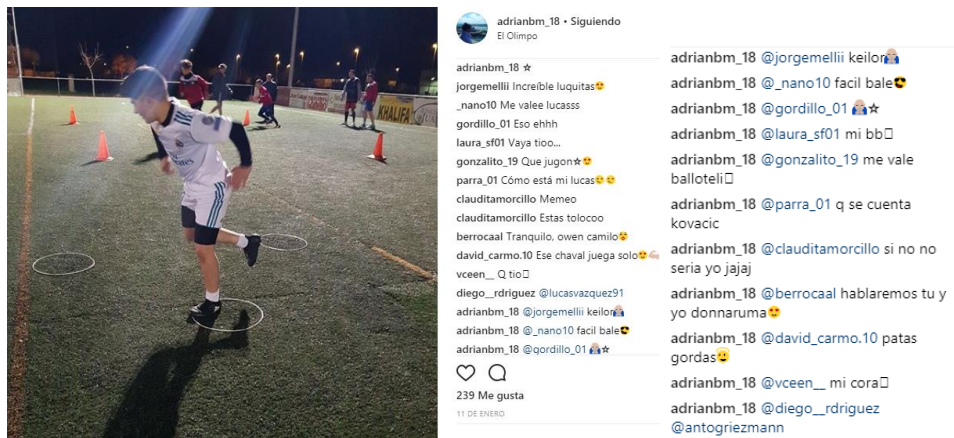 KHALIFA
adrianbm_18 • Siguiendo
El Olimpo
adrianbm_18 ☆
jorgemellii Increíble luquitas😍
_nano10 Me valee lucasss
gordillo_01 Eso ehhh
laura_sf01 Vaya tioo...
gonzalito_19 Que jugon☆😍
parra_01 Cómo está mi lucas😏😏
clauditamorcillo Memeo
clauditamorcillo Estas tolocoo
berrocaal Tranquilo, owen camilo😲
david_carmo.10 Ese chaval juega solo😍💪🏻
vceen__ Q tio
diego__rdriguez @lucasvazquez91
adrianbm_18 @jorgemellii keilor🙏🏼
adrianbm_18 @_nano10 facil bale😎
adrianbm_18 @gordillo_01 🙏🏼☆
239 Me gusta
11 DE ENERO
adrianbm_18 @jorgemellii keilor🙏🏼
adrianbm_18 @_nano10 facil bale😎
adrianbm_18 @gordillo_01 🙏🏼☆
adrianbm_18 @laura_sf01 mi bb
adrianbm_18 @gonzalito_19 me vale
balloteli
adrianbm_18 @parra_01 q se cuenta
kovacic
adrianbm_18 @clauditamorcillo si no no
seria yo jajaj
adrianbm_18 @berrocaal hablaremos tu y
yo donnaruma😍
adrianbm_18 @david_carmo.10 patas
gordas😇
adrianbm_18 @vceen__ mi cora
adrianbm_18 @diego__rdriguez
@antogriezmann